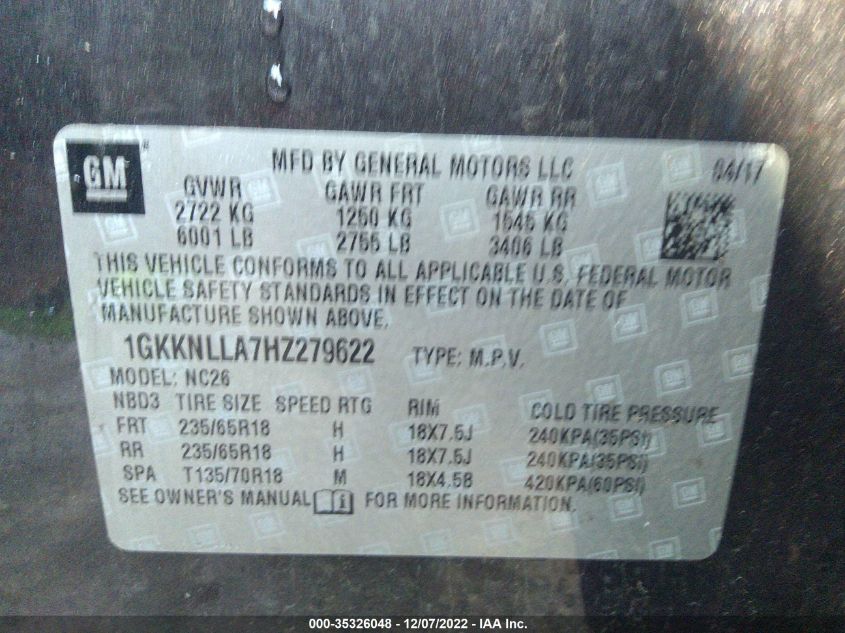 GM MFD BY GENERAL MOTORS LLC 04/17
GVWR GAWR FRT GAWR RR
2722 KG 1250 KG 1545 KG
6001 LB 2755 LB 3406 LB
THIS VEHICLE CONFORMS TO ALL APPLICABLE U.S. FEDERAL MOTOR
VEHICLE SAFETY STANDARDS IN EFFECT ON THE DATE OF
MANUFACTURE SHOWN ABOVE.
1GKKNLLA7HZ279622 TYPE: M.P.V.
MODEL: NC26
NBD3 TIRE SIZE SPEED RTG RIM COLD TIRE PRESSURE
FRT 235/65R18 H 18X7.5J 240KPA(35PSI)
RR 235/65R18 H 18X7.5J 240KPA(35PSI)
SPA T135/70R18 M 18X4.5B 420KPA(60PSI)
SEE OWNER'S MANUAL FOR MORE INFORMATION.
000-35326048 - 12/07/2022 - IAA Inc.